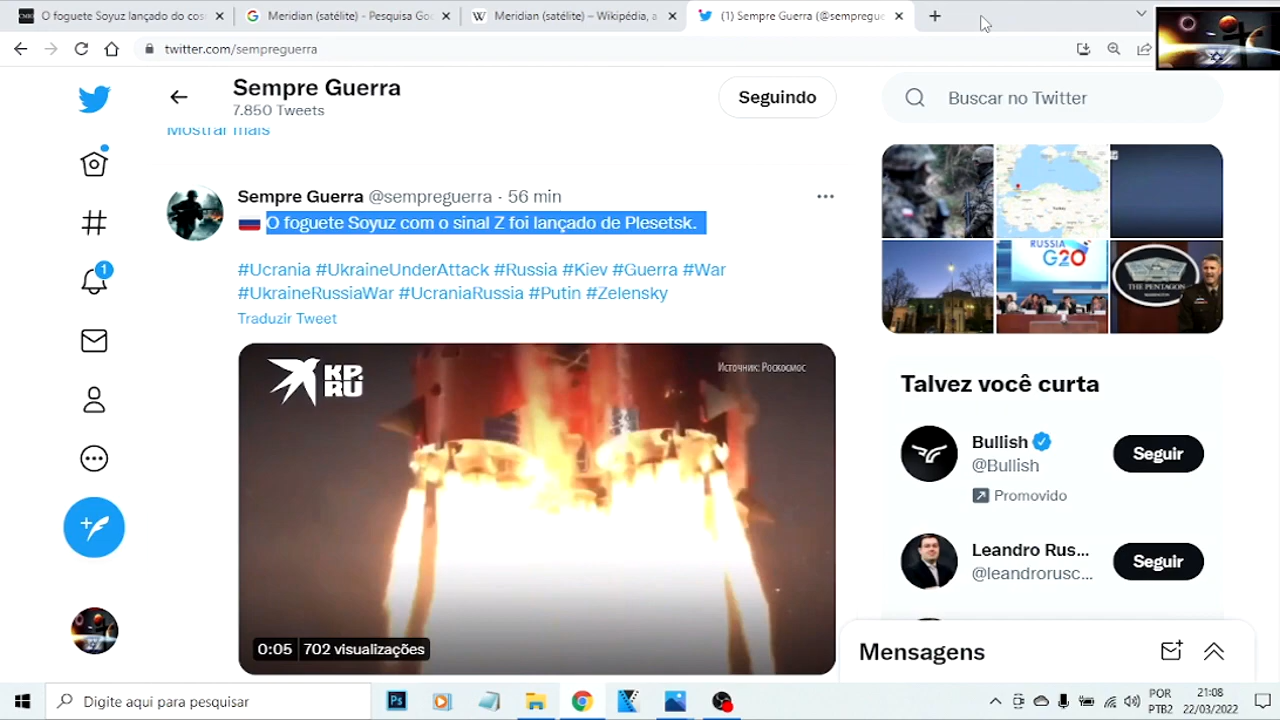 O foguete Soyuz lançado do cos
Meridian (satélite) - Pesquisa Go
Meridian (satélite) – Wikipédia, a
(1) Sempre Guerra (@sempregue
twitter.com/sempreguerra
Sempre Guerra
7.850 Tweets
Seguindo
Buscar no Twitter
Mostrar mais
Sempre Guerra @sempreguerra · 56 min
O foguete Soyuz com o sinal Z foi lançado de Plesetsk.
#Ucrania #UkraineUnderAttack #Russia #Kiev #Guerra #War
#UkraineRussiaWar #UcraniaRussia #Putin #Zelensky
Traduzir Tweet
KP.
RU
Источник: Роскосмос
0:05
702 visualizações
RUSSIA
G20
THE PENTAGON
WASHINGTON
Talvez você curta
Bullish
@Bullish
Promovido
Seguir
Leandro Rus...
@leandrorusc...
Seguir
Mensagens
1
Digite aqui para pesquisar
Ps
POR
PTB2
21:08
22/03/2022